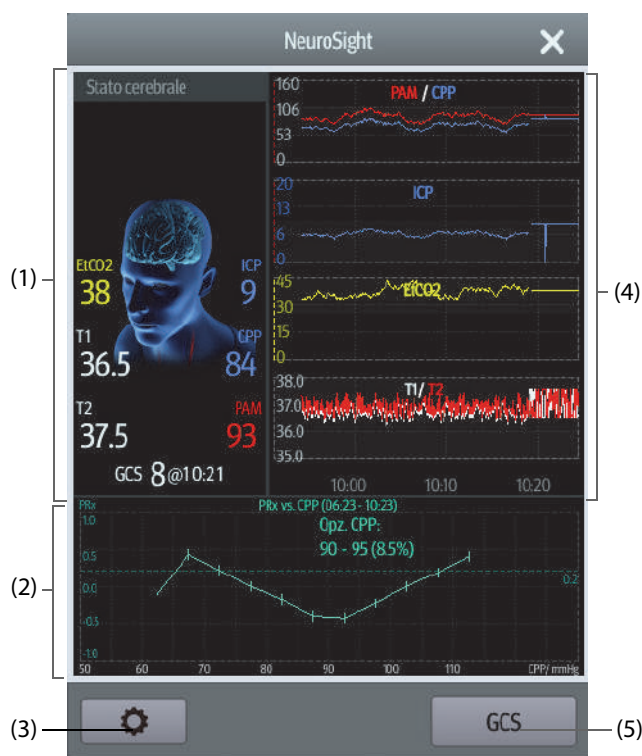 NeuroSight
Stato cerebrale
EtCO2
38
ICP
9
T1
36.5
CPP
84
T2
37.5
PAM
93
GCS 8@10:21
PAM / CPP
160
106
53
0
ICP
20
13
6
0
EtCO2
45
30
15
0
T1/ T2
38.0
37.0
36.0
35.0
10:00 10:10 10:20
PRx
PRx vs. CPP (06:23 - 10:23)
Opz. CPP:
90 - 95 (85%)
1.0
0.5
0.0
-0.5
-1.0
0.2
50 60 70 80 90 100 110 CPP/ mmHg
GCS
(1)
(2)
(3)
(4)
(5)